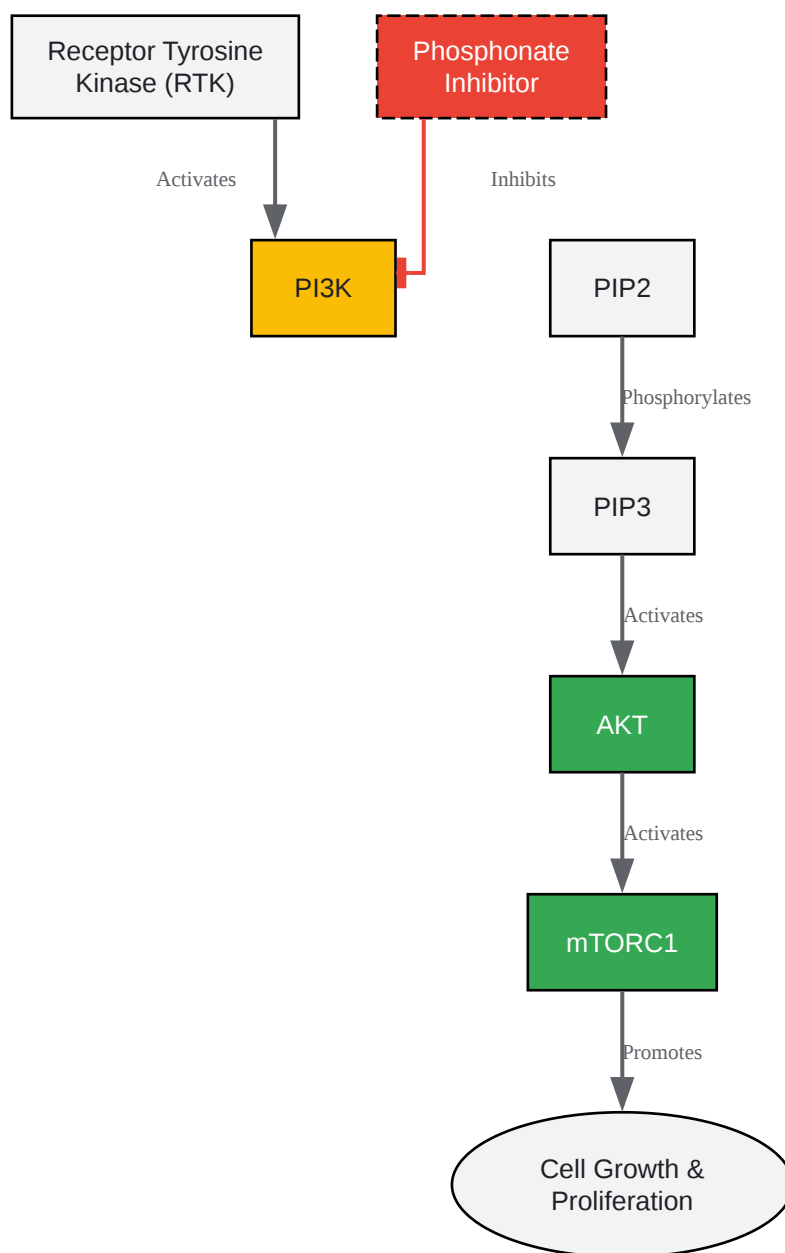 Receptor Tyrosine
Kinase (RTK)
Phosphonate
Inhibitor
Activates
Inhibits
PI3K
PIP2
Phosphorylates
PIP3
Activates
AKT
Activates
mTORC1
Promotes
Cell Growth &
Proliferation